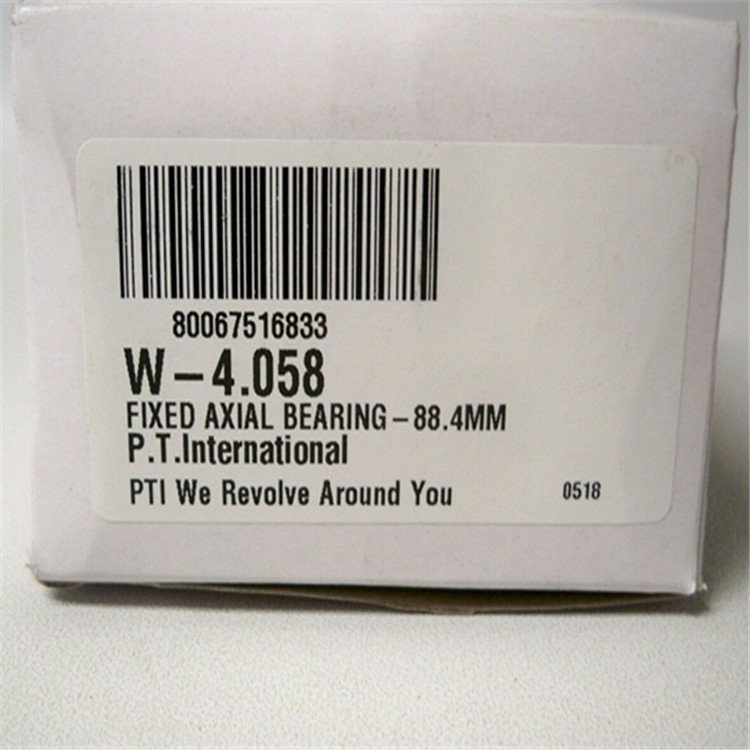 80067516833
W-4.058
FIXED AXIAL BEARING-88.4MM
P.T.International
PTI We Revolve Around You 0518